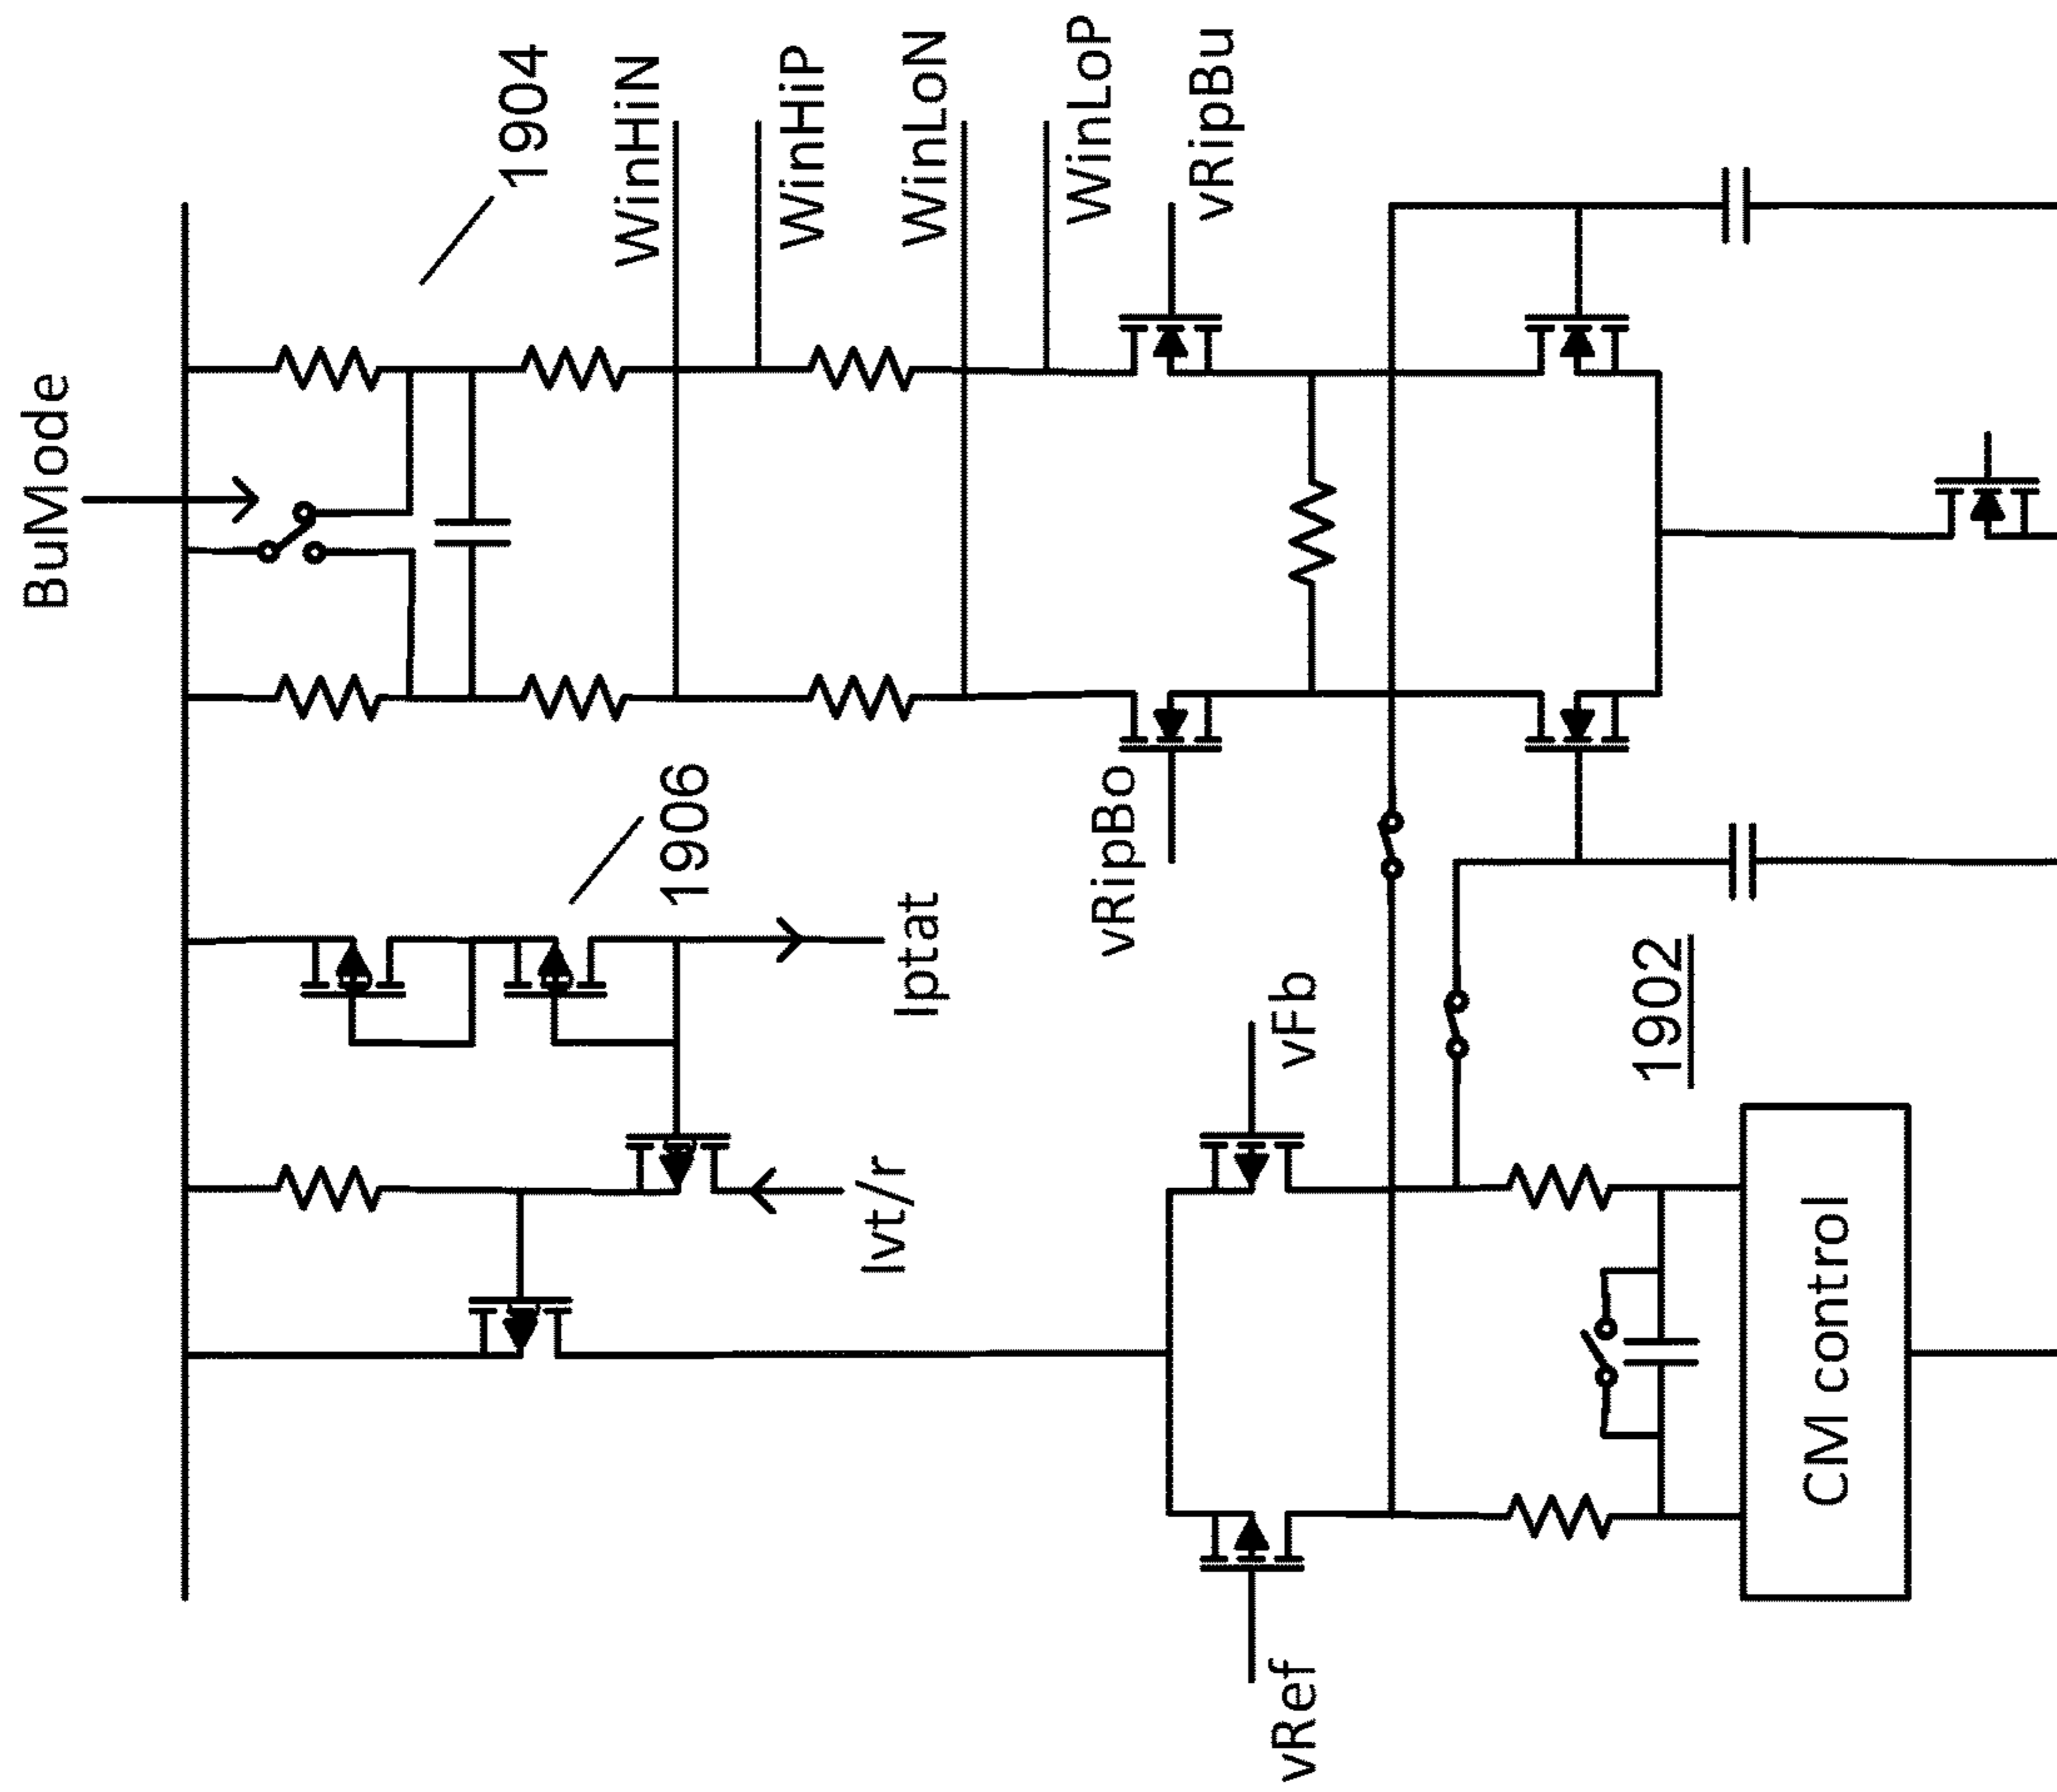 BuMode
1904
WinHiN
WinHiP
WinLoN
WinLoP
vRipBu
1906
Iptat
vRipBo
Ivt/r
vFb
1902
vRef
CM control